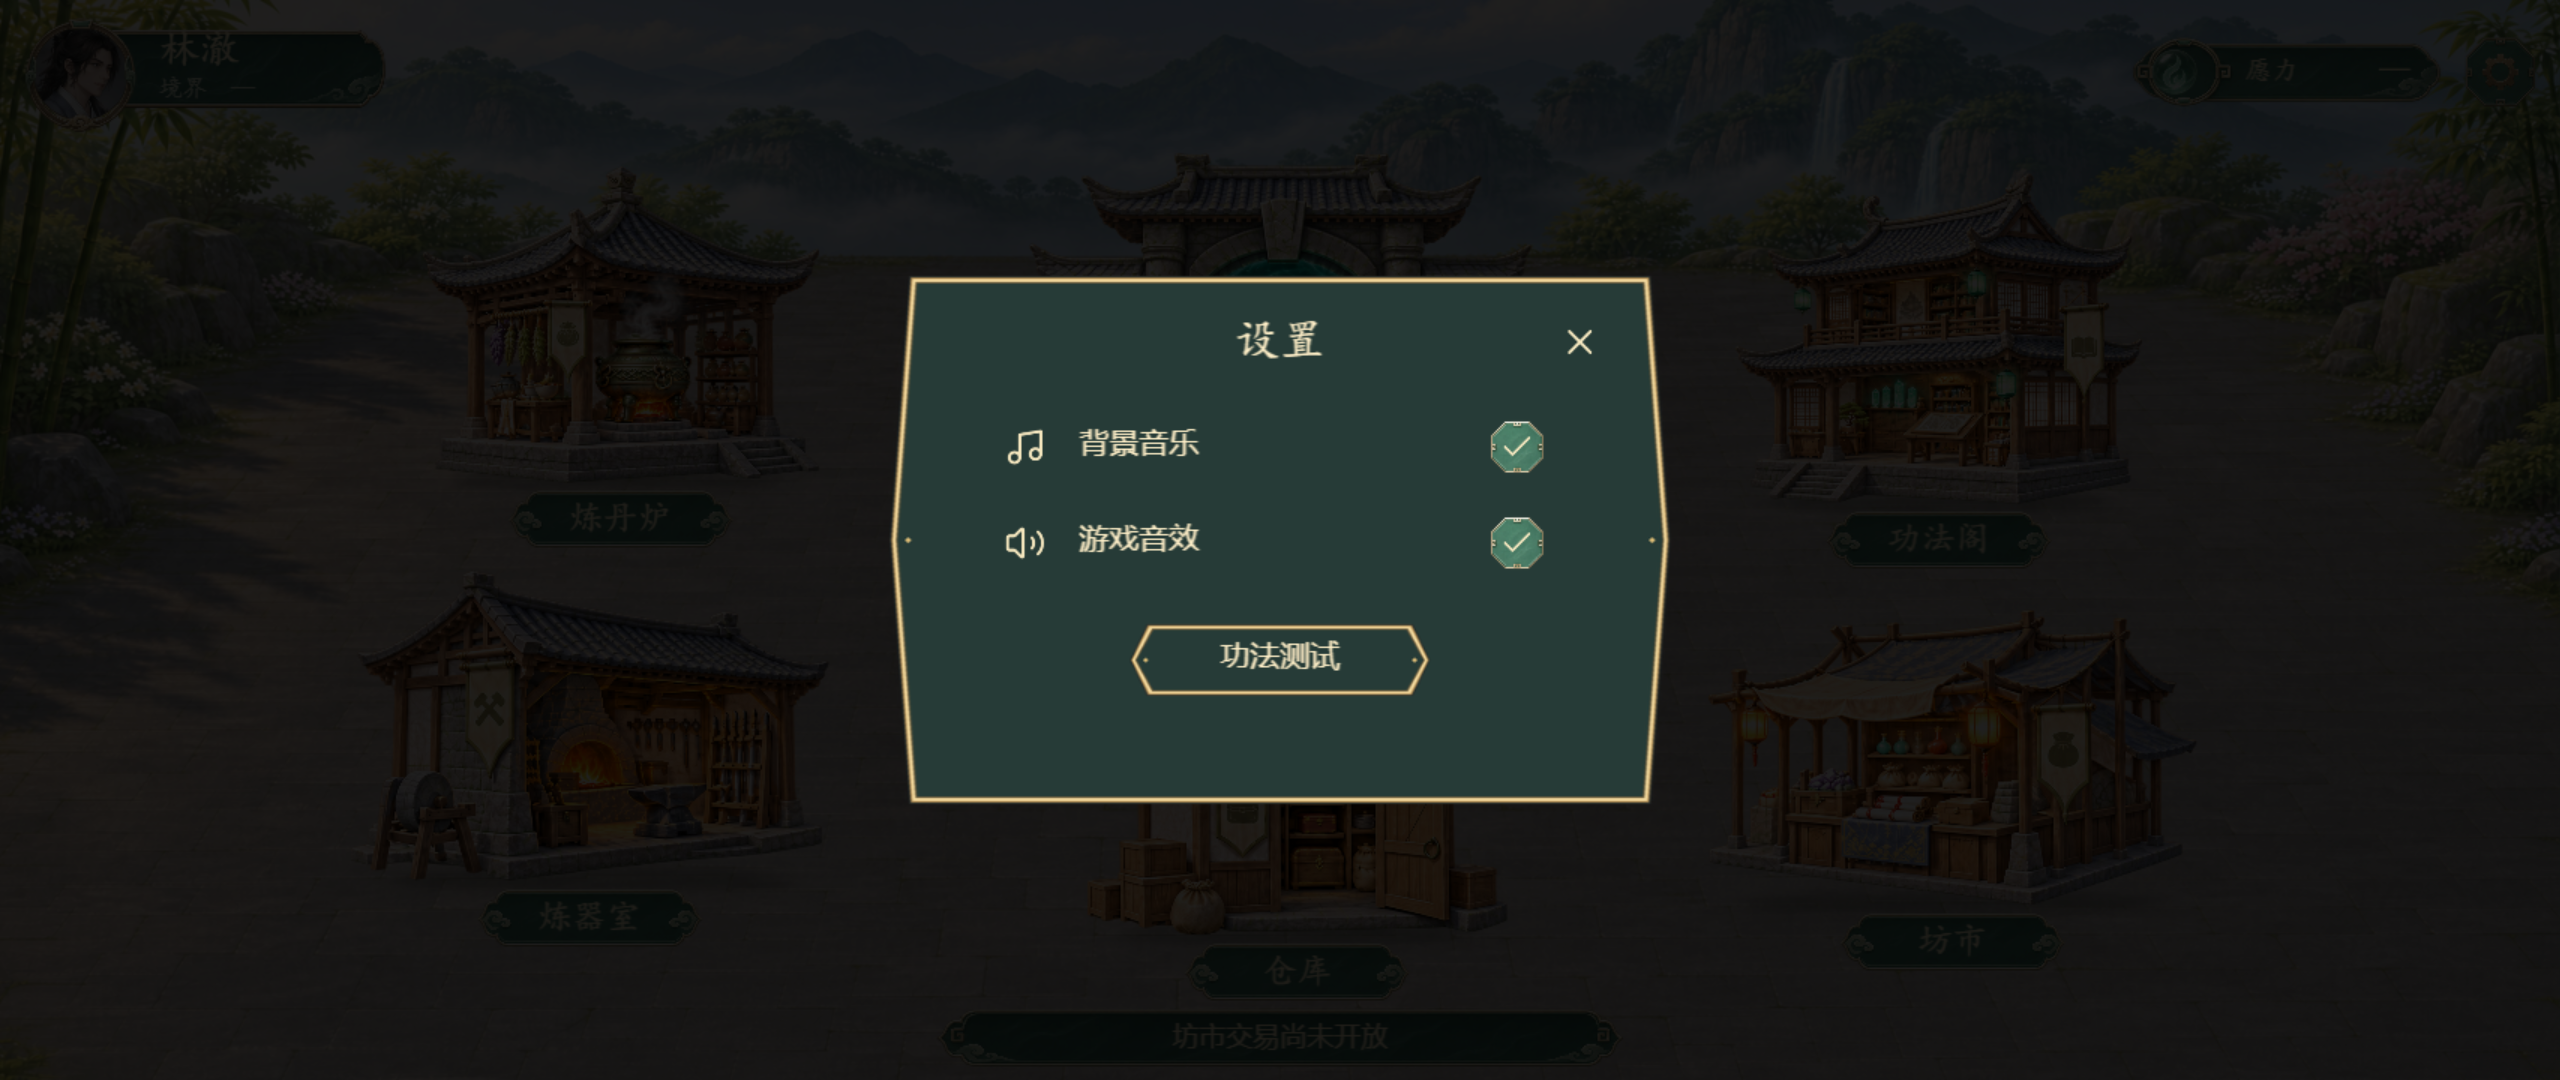 林澈
境界 —
愿力 —
设置
背景音乐
游戏音效
功法测试
炼丹炉
功法阁
炼器室
坊市
仓库
坊市交易尚未开放